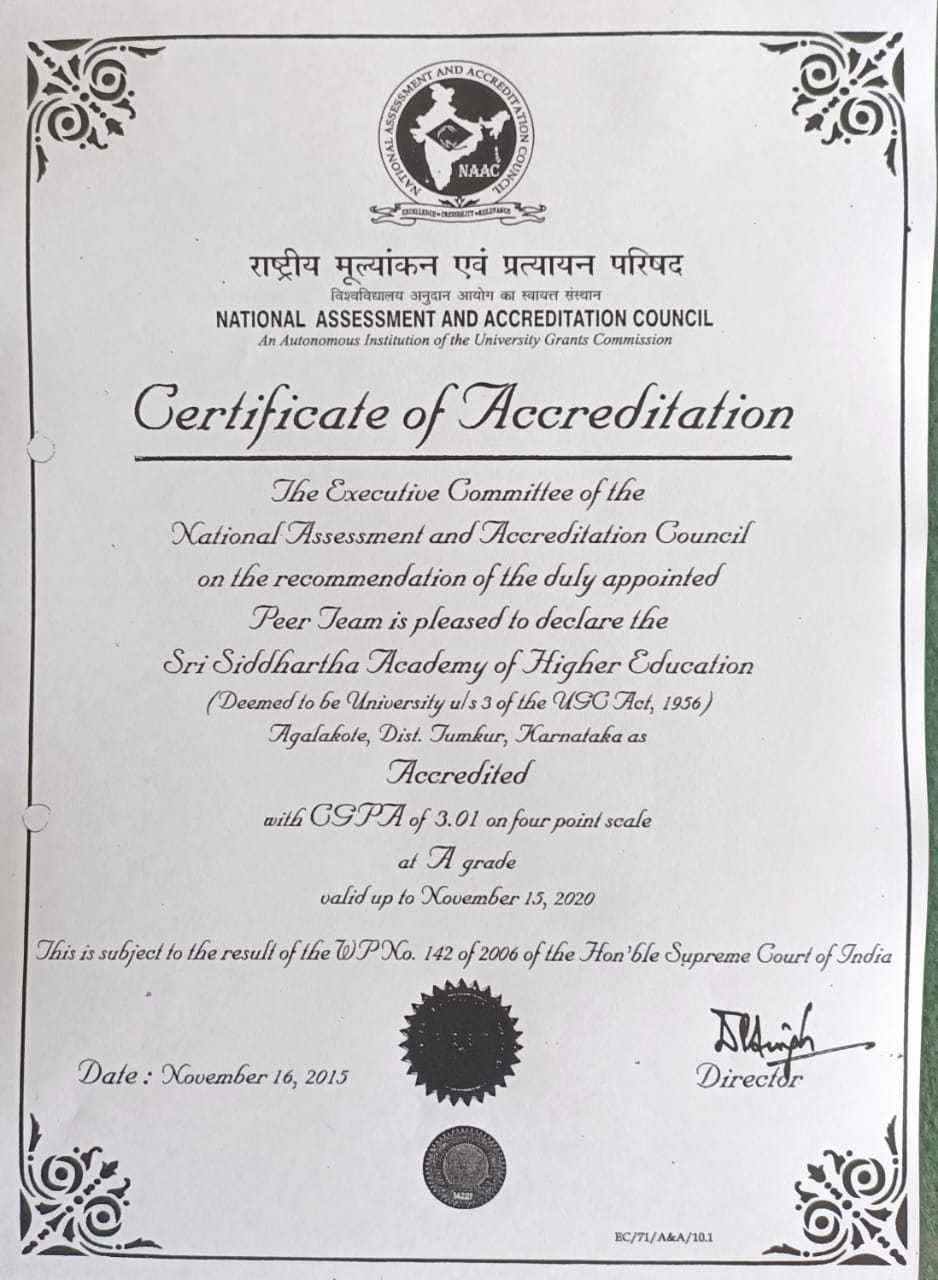 NATIONAL ASSESSMENT AND ACCREDITATION COUNCIL
NAAC
EXCELLENCE • CREDIBILITY • RELEVANCE
राष्ट्रीय मूल्यांकन एवं प्रत्यायन परिषद
विश्वविद्यालय अनुदान आयोग का स्वायत्त संस्थान
NATIONAL ASSESSMENT AND ACCREDITATION COUNCIL
An Autonomous Institution of the University Grants Commission
Certificate of Accreditation
The Executive Committee of the
National Assessment and Accreditation Council
on the recommendation of the duly appointed
Peer Team is pleased to declare the
Sri Siddhartha Academy of Higher Education
(Deemed to be University u/s 3 of the UGC Act, 1956)
Agalakote, Dist. Tumkur, Karnataka as
Accredited
with CGPA of 3.01 on four point scale
at A grade
valid up to November 15, 2020
This is subject to the result of the WP No. 142 of 2006 of the Hon'ble Supreme Court of India
Date : November 16, 2015
Director
14221
EC/71/A&A/10.1